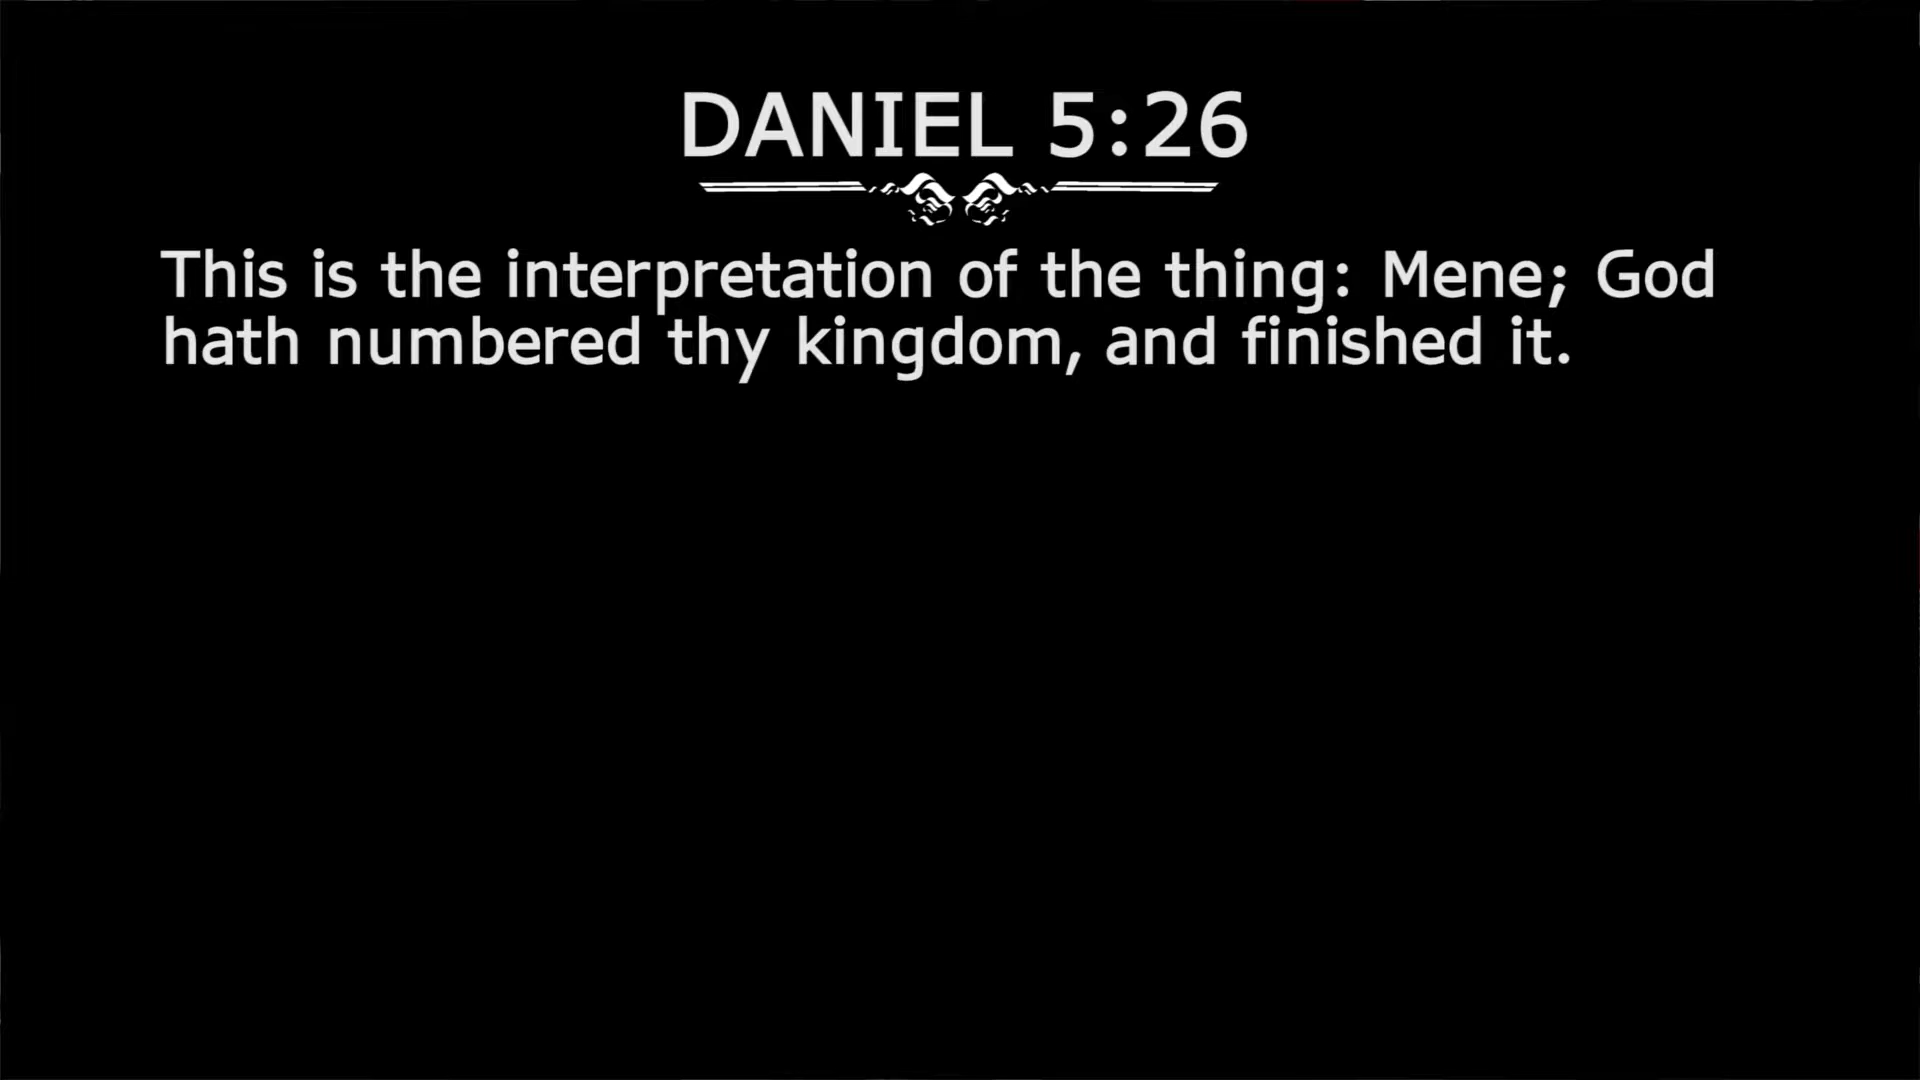 DANIEL 5:26
This is the interpretation of the thing: Mene; God
hath numbered thy kingdom, and finished it.